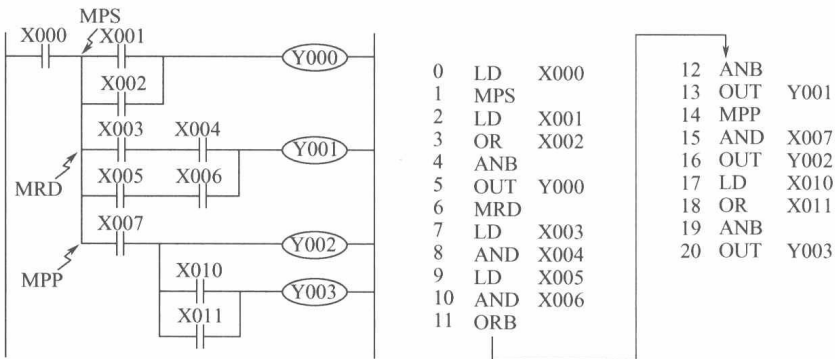 MPS
X000 X001
Y000
X002
X003 X004
Y001
MRD
X005 X006
X007
Y002
MPP
X010
Y003
X011
0 LD X000
1 MPS
2 LD X001
3 OR X002
4 ANB
5 OUT Y000
6 MRD
7 LD X003
8 AND X004
9 LD X005
10 AND X006
11 ORB
12 ANB
13 OUT Y001
14 MPP
15 AND X007
16 OUT Y002
17 LD X010
18 OR X011
19 ANB
20 OUT Y003